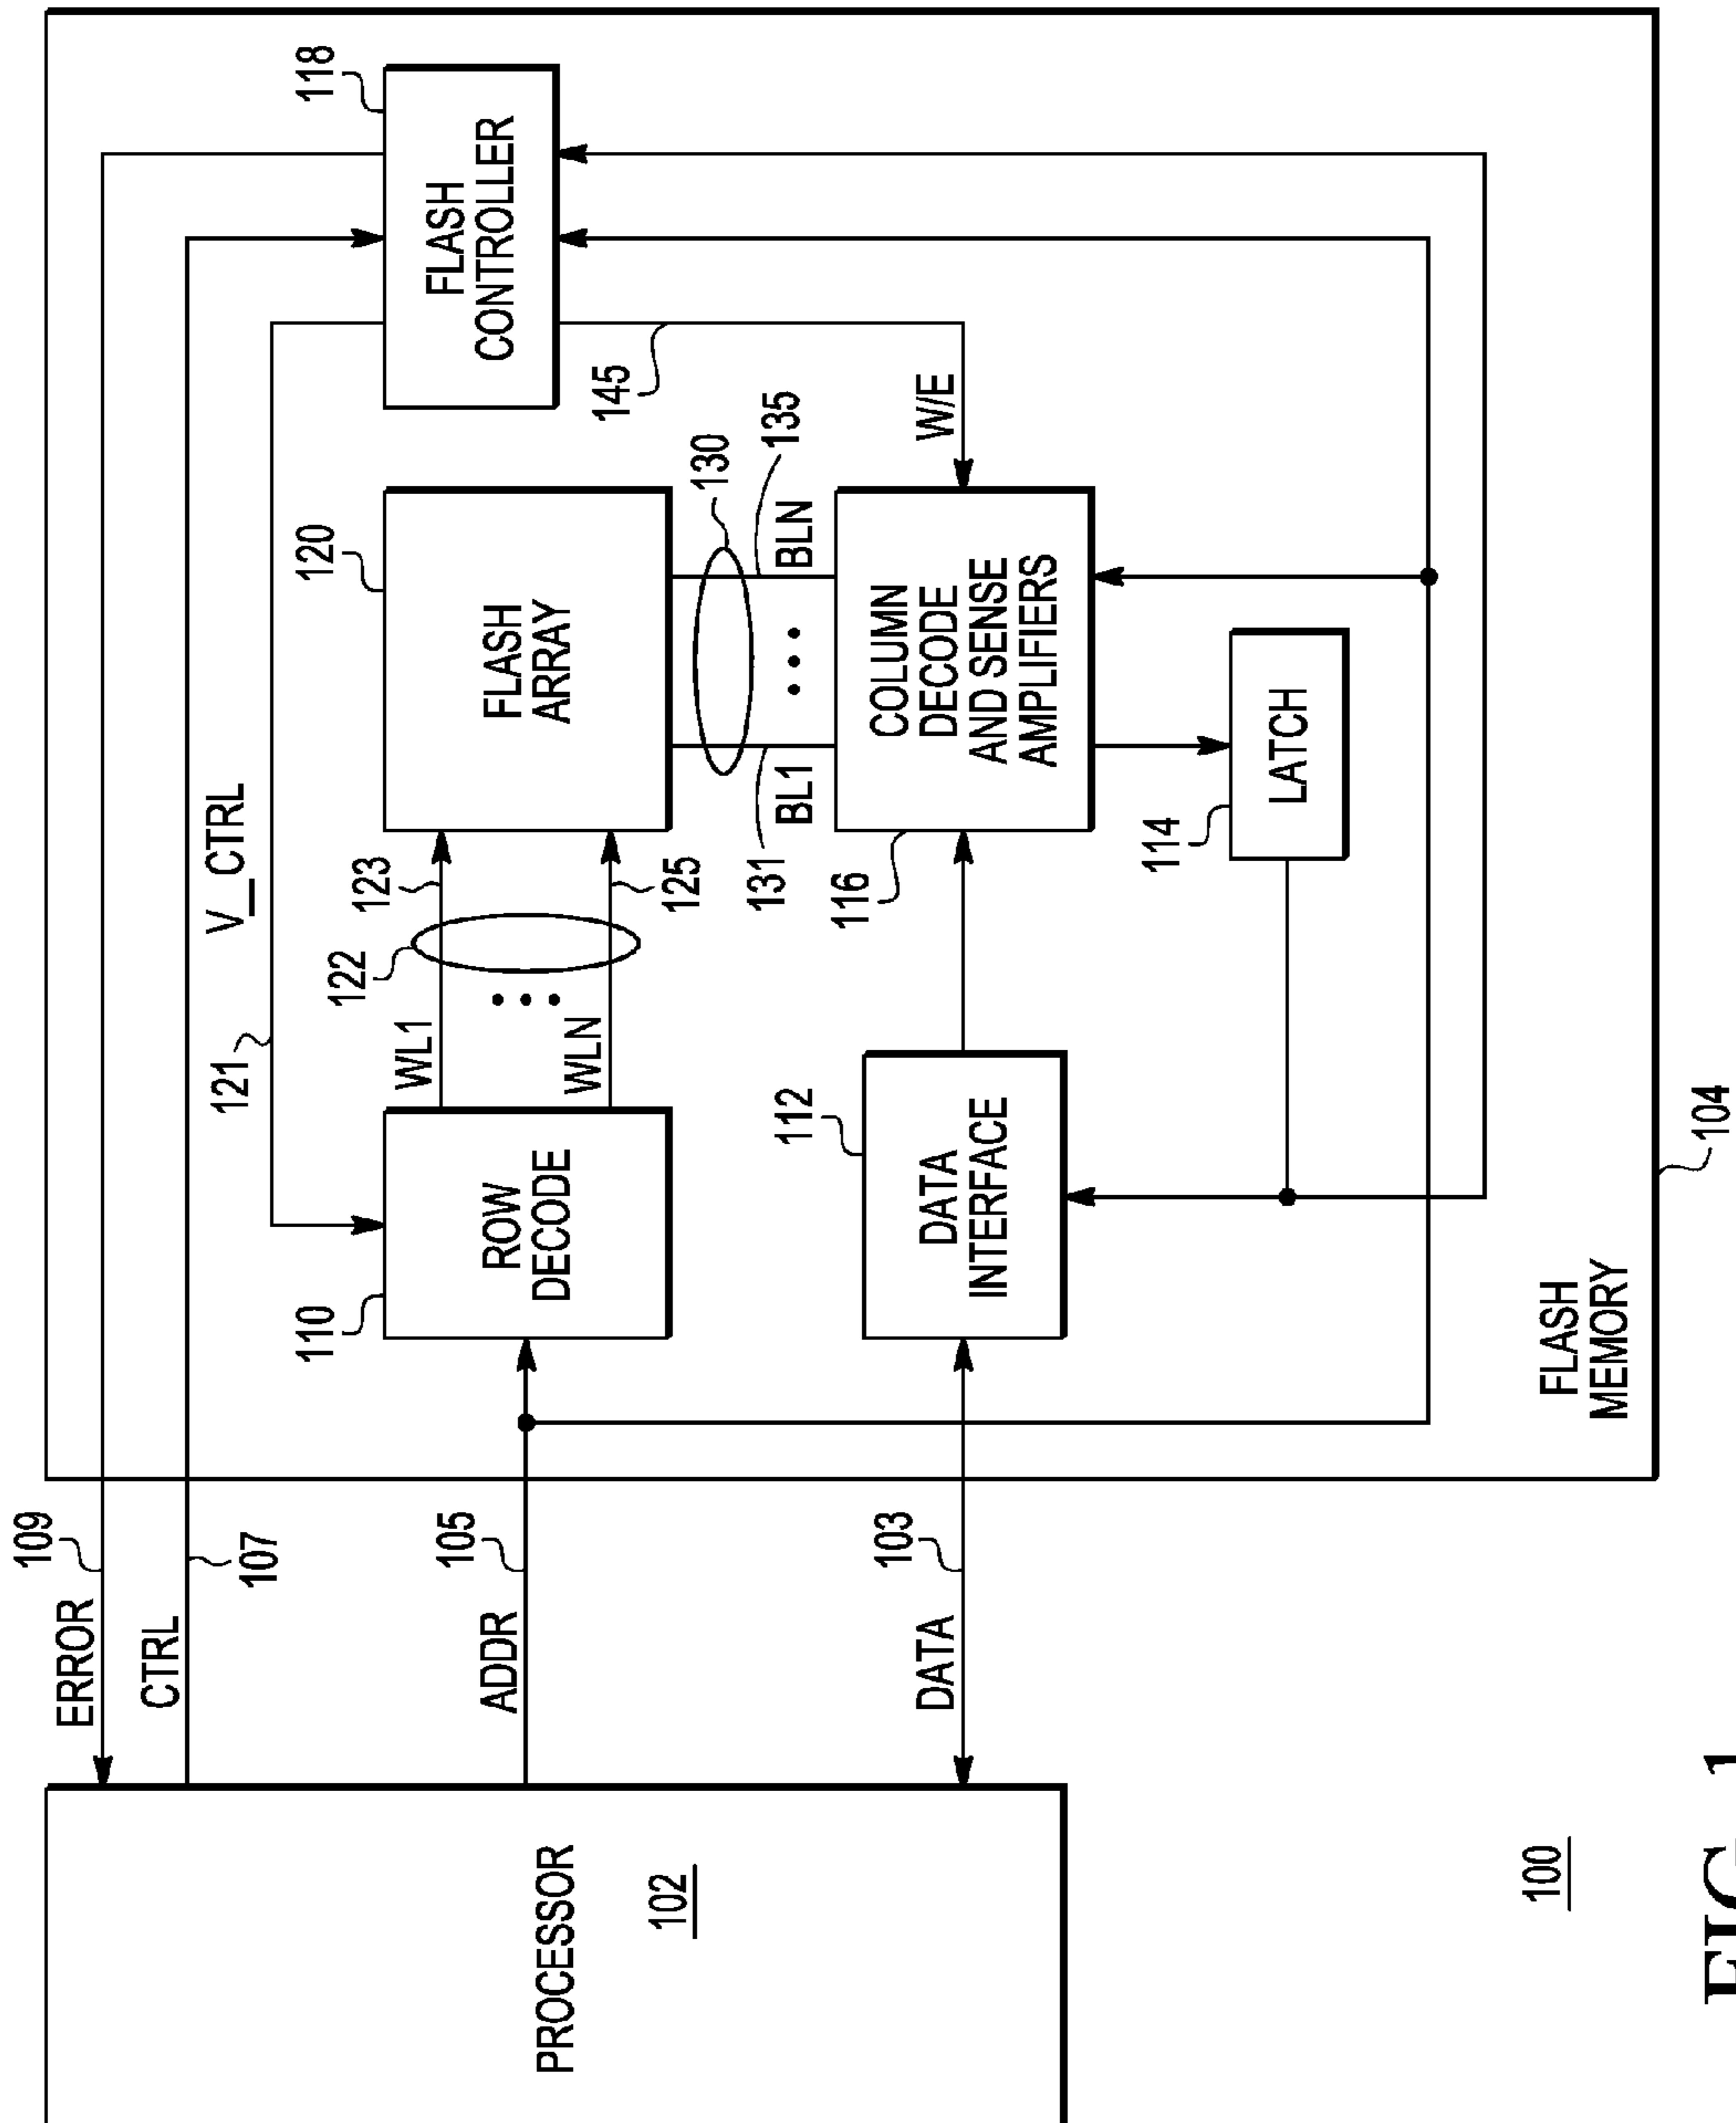 109
ERROR
CTRL
107
118
FLASH
CONTROLLER
V_CTRL
121
110
ROW
DECODE
WL1
WLN
122
123
125
120
FLASH
ARRAY
145
105
ADDR
131
BL1
130
BLN
135
W/E
PROCESSOR
102
103
DATA
112
DATA
INTERFACE
116
COLUMN
DECODE
AND SENSE
AMPLIFIERS
114
LATCH
FLASH
MEMORY
104
100